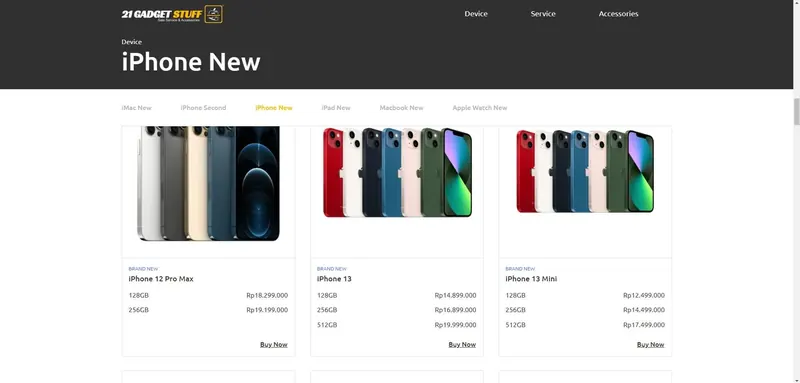 21 GADGET STUFF
Sale Service & Accessories
Device
Service
Accessories
Device
iPhone New
iMac New
iPhone Second
iPhone New
iPad New
Macbook New
Apple Watch New
BRAND NEW
iPhone 12 Pro Max
128GB Rp18.299.000
256GB Rp19.199.000
Buy Now
BRAND NEW
iPhone 13
128GB Rp14.899.000
256GB Rp16.899.000
512GB Rp19.999.000
Buy Now
BRAND NEW
iPhone 13 Mini
128GB Rp12.499.000
256GB Rp14.499.000
512GB Rp17.499.000
Buy Now